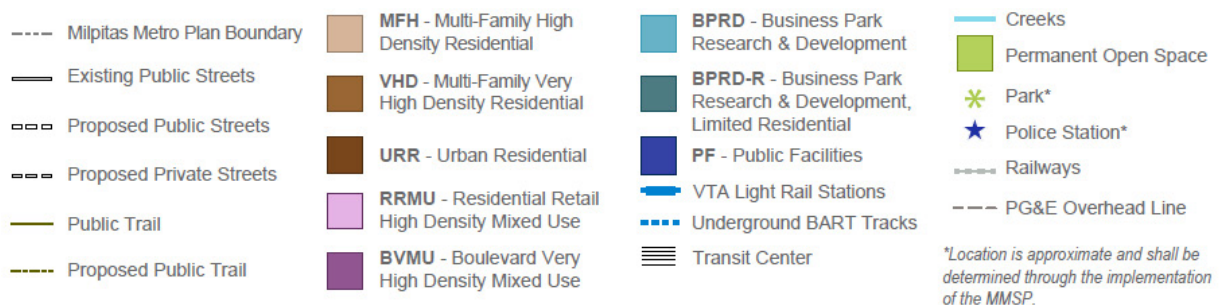 Milpitas Metro Plan Boundary
Existing Public Streets
Proposed Public Streets
Proposed Private Streets
Public Trail
Proposed Public Trail
MFH - Multi-Family High
Density Residential
VHD - Multi-Family Very
High Density Residential
URR - Urban Residential
RRMU - Residential Retail
High Density Mixed Use
BVMU - Boulevard Very
High Density Mixed Use
BPRD - Business Park
Research & Development
BPRD-R - Business Park
Research & Development,
Limited Residential
PF - Public Facilities
VTA Light Rail Stations
Underground BART Tracks
Transit Center
Creeks
Permanent Open Space
Park*
Police Station*
Railways
PG&E Overhead Line
*Location is approximate and shall be
determined through the implementation
of the MMSP.